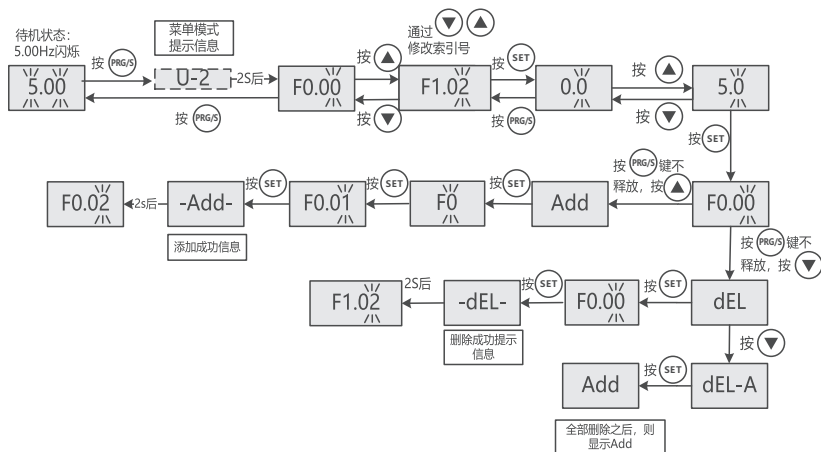 待机状态：
5.00Hz闪烁
菜单模式
提示信息
通过
修改索引号
按 PRG/S
2S后
按
按
按 SET
按
5.00
U-2
F0.00
F1.02
0.0
5.0
按 PRG/S
按
按 PRG/S
按
按 SET
按 PRG/S 键不
释放，按
按 SET
按 SET
按 SET
按 SET
2s后
F0.02
-Add-
F0.01
F0
Add
F0.00
添加成功信息
按 PRG/S 键不
释放，按
2S后
按 SET
按 SET
F1.02
-dEL-
F0.00
dEL
删除成功提示
信息
按
按 SET
Add
dEL-A
全部删除之后，则
显示Add